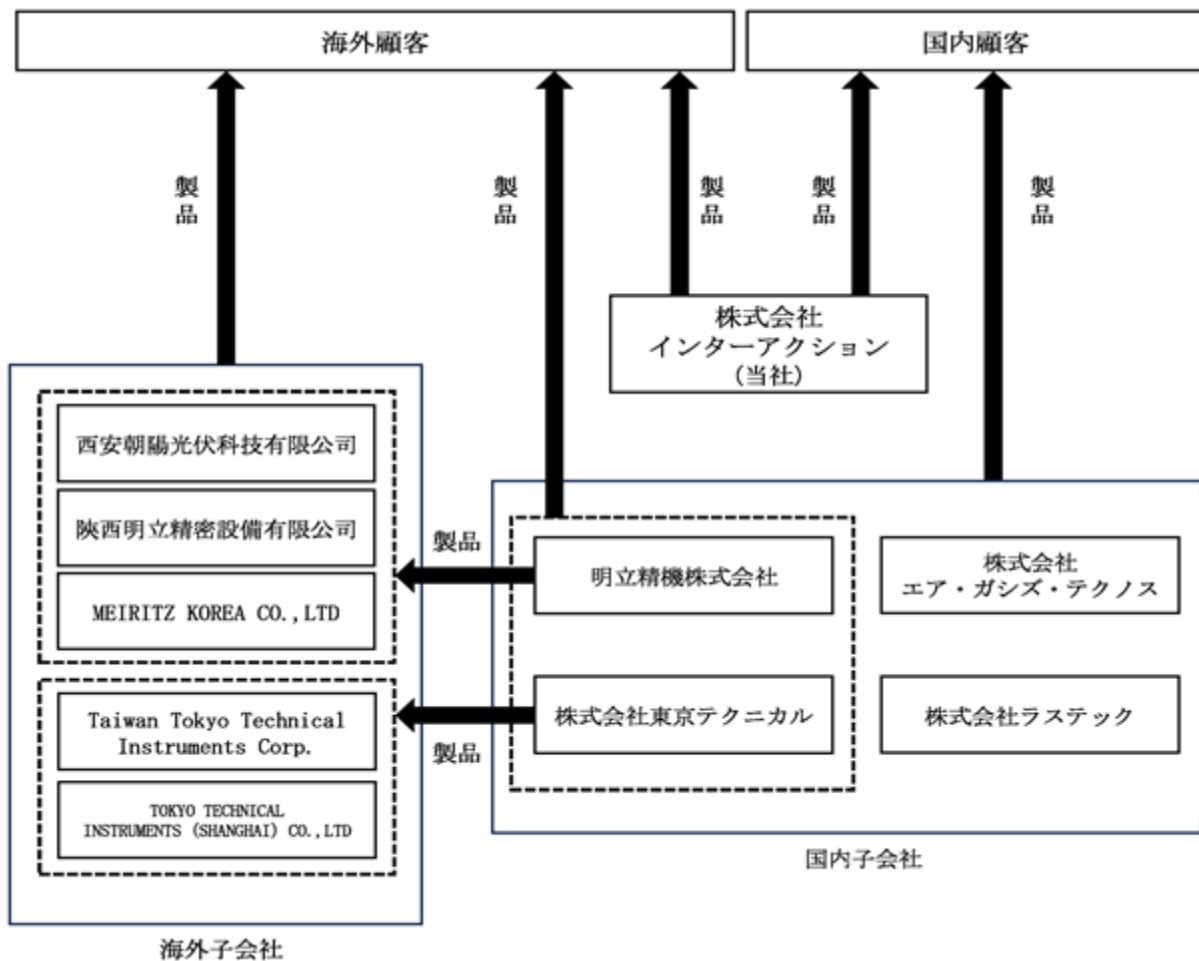 海外顧客
国内顧客
製品
製品
製品
製品
製品
株式会社
インターアクション
(当社)
西安朝陽光伏科技有限公司
陝西明立精密設備有限公司
MEIRITZ KOREA CO.,LTD
Taiwan Tokyo Technical
Instruments Corp.
TOKYO TECHNICAL
INSTRUMENTS (SHANGHAI) CO.,LTD
海外子会社
製品
製品
明立精機株式会社
株式会社
エア・ガシズ・テクノス
株式会社東京テクニカル
株式会社ラステック
国内子会社